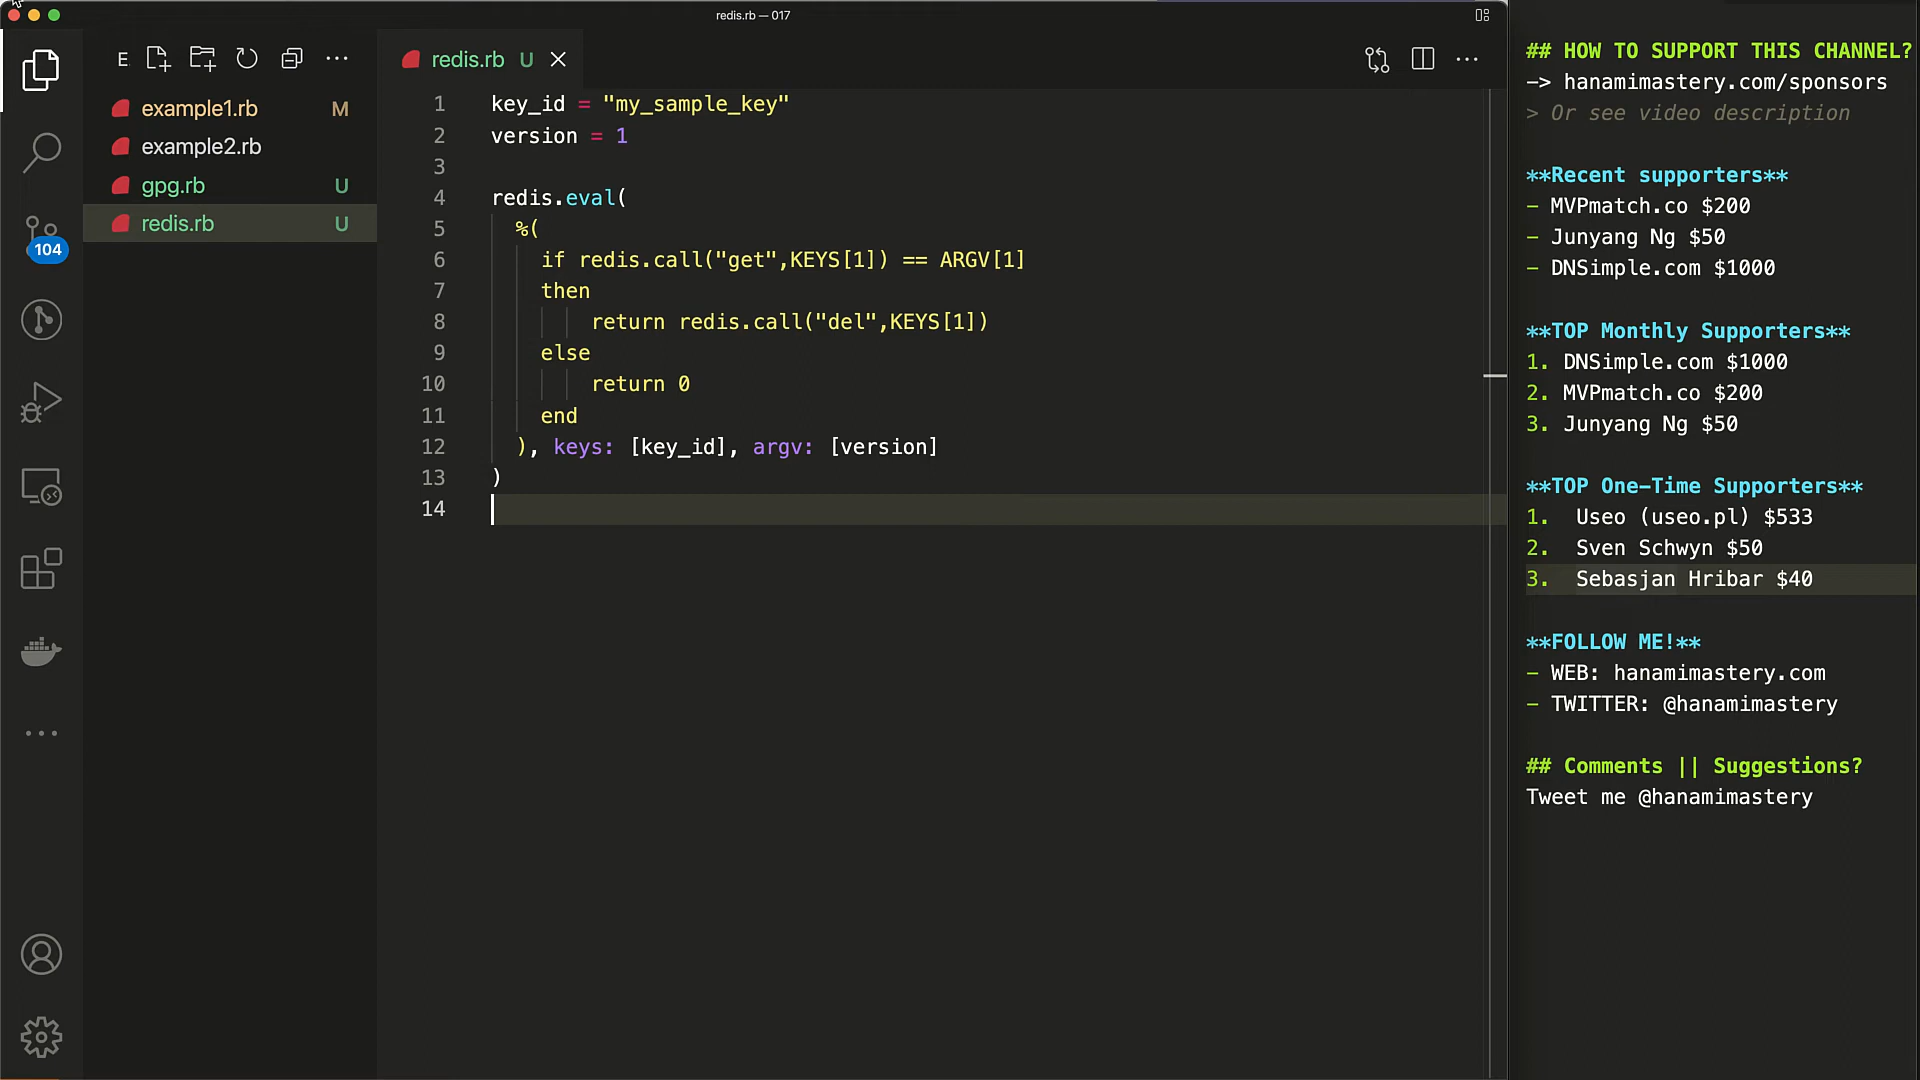 redis.rb — 017
E
example1.rb M
example2.rb
gpg.rb U
redis.rb U
104
redis.rb U
1 key_id = "my_sample_key"
2 version = 1
3
4 redis.eval(
5 %(
6 if redis.call("get",KEYS[1]) == ARGV[1]
7 then
8 return redis.call("del",KEYS[1])
9 else
10 return 0
11 end
12 ), keys: [key_id], argv: [version]
13 )
14
## HOW TO SUPPORT THIS CHANNEL?
—> hanamimastery.com/sponsors
> Or see video description
**Recent supporters**
- MVPmatch.co $200
- Junyang Ng $50
- DNSimple.com $1000
**TOP Monthly Supporters**
1. DNSimple.com $1000
2. MVPmatch.co $200
3. Junyang Ng $50
**TOP One-Time Supporters**
1. Useo (useo.pl) $533
2. Sven Schwyn $50
3. Sebasjan Hribar $40
**FOLLOW ME!**
- WEB: hanamimastery.com
- TWITTER: @hanamimastery
## Comments || Suggestions?
Tweet me @hanamimastery